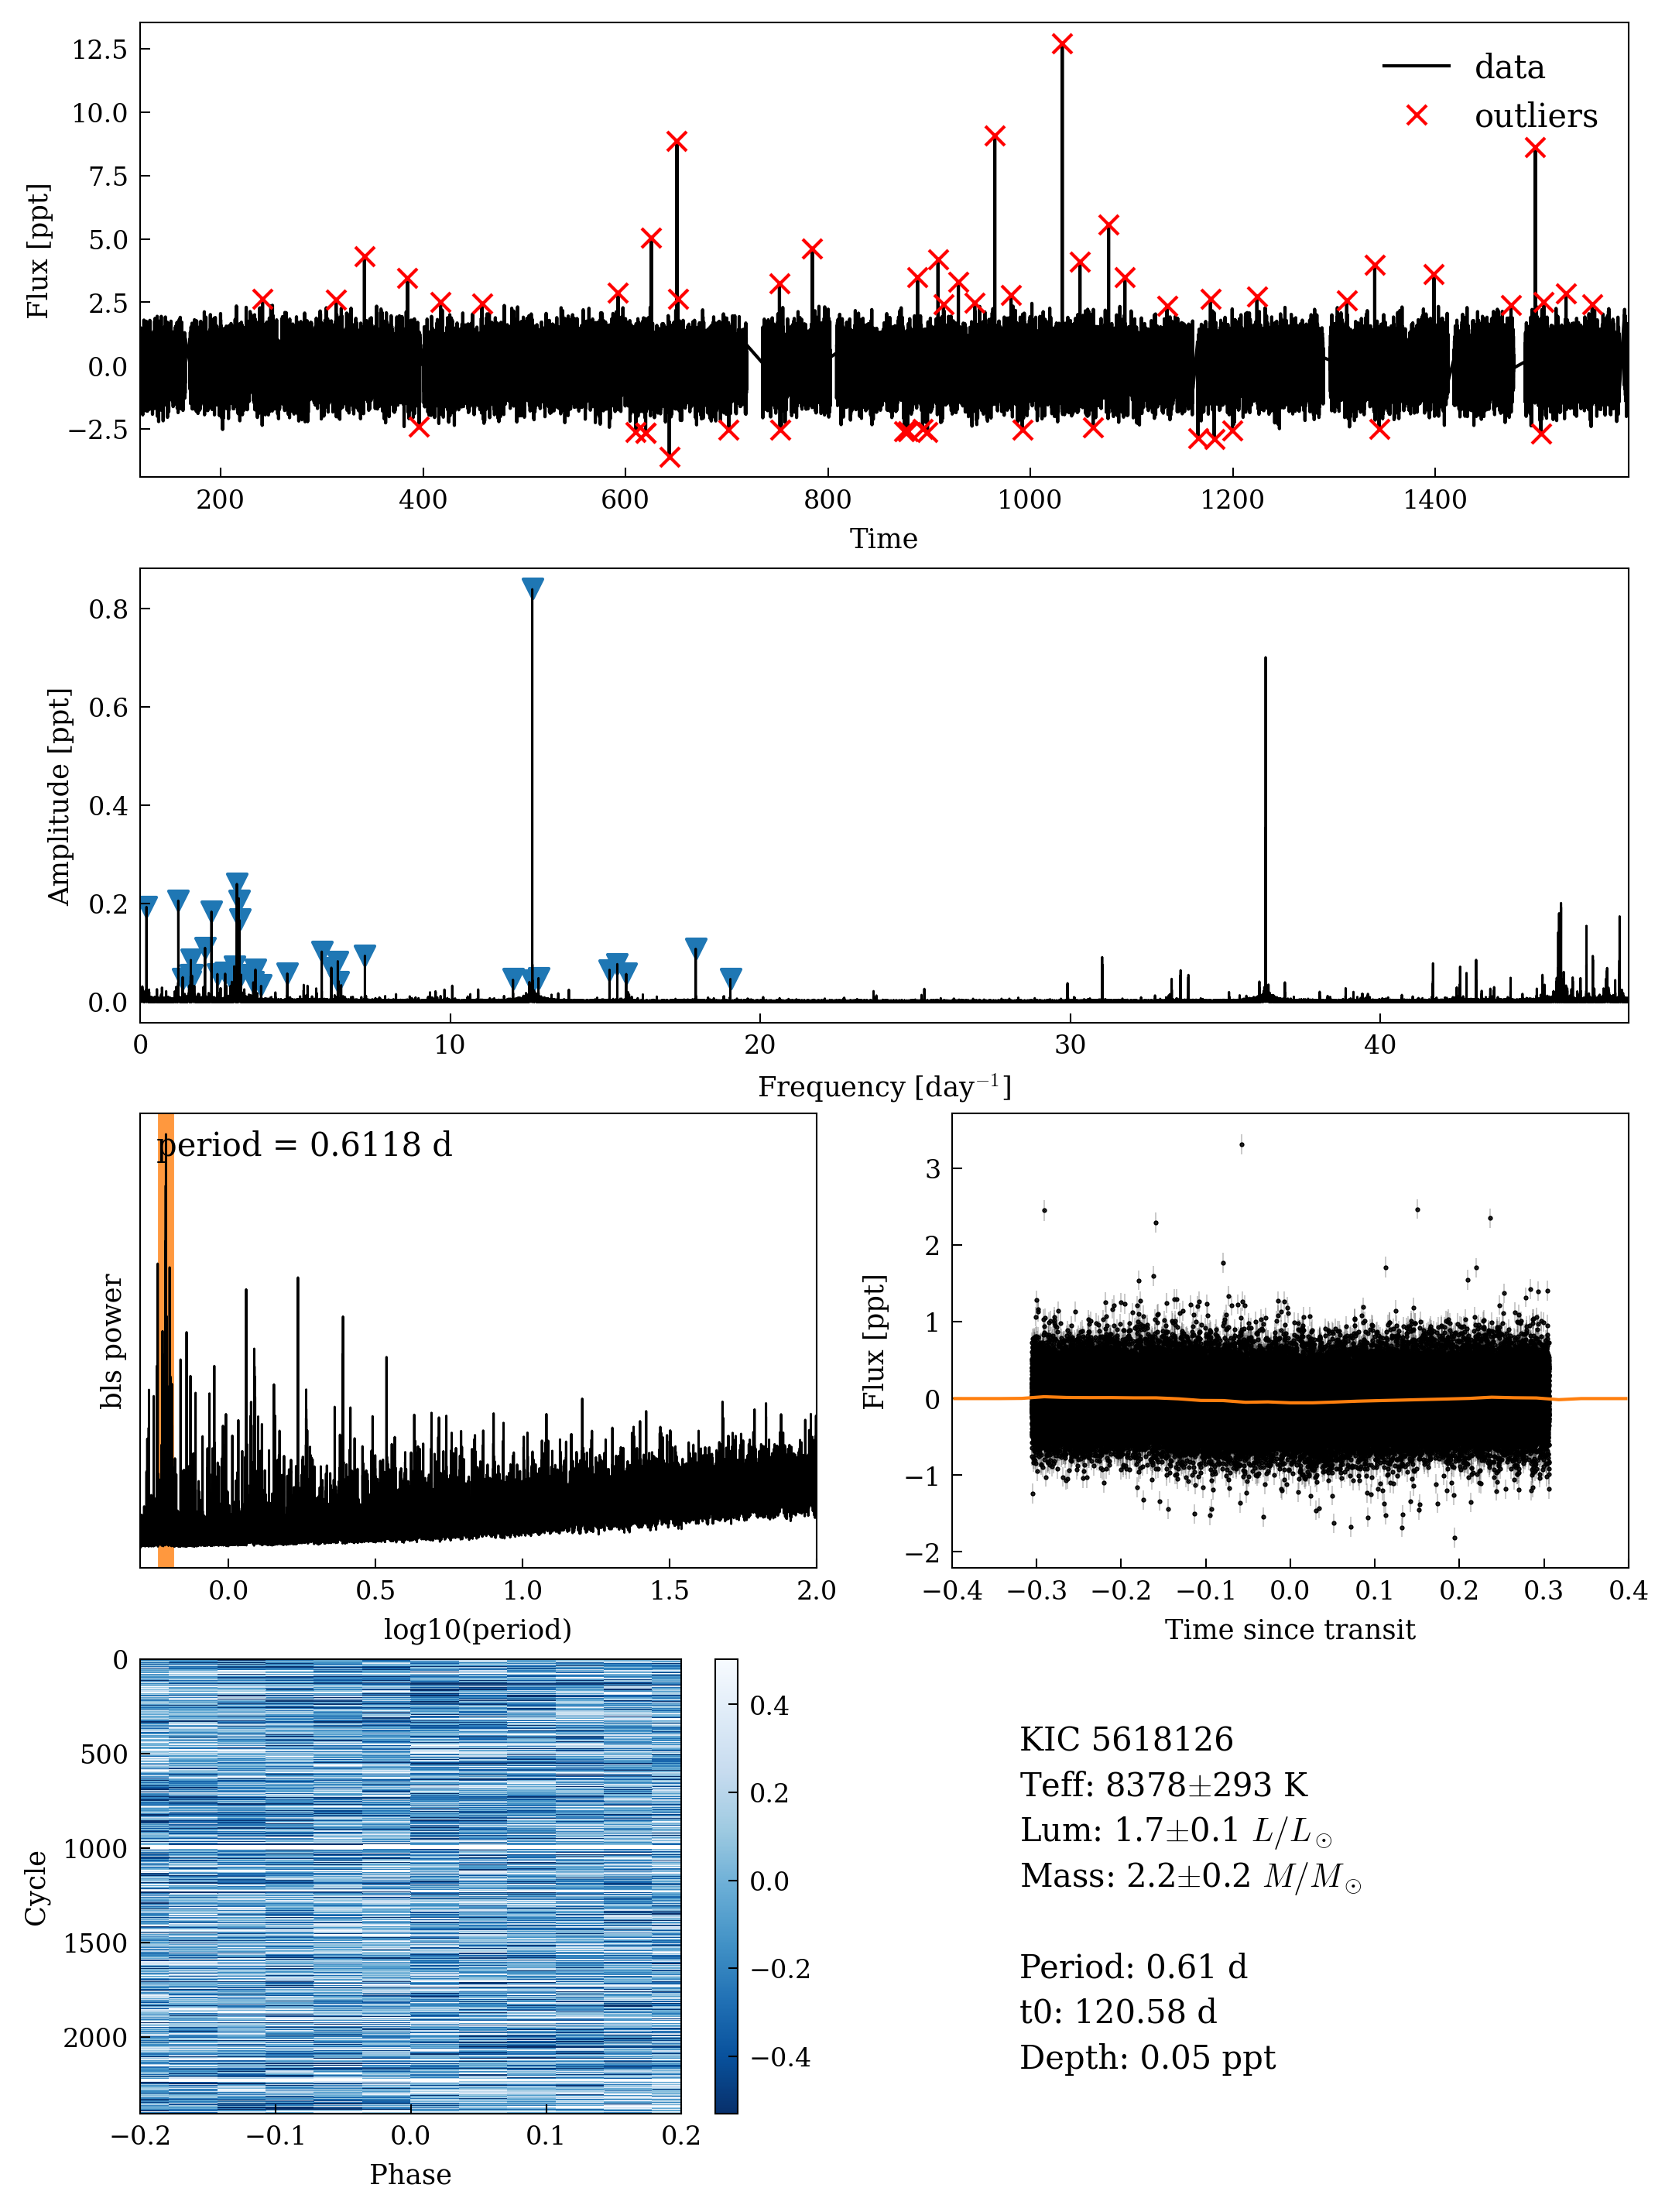 12.5
10.0
7.5
5.0
2.5
0.0
−2.5
Flux [ppt]
data
outliers
200 400 600 800 1000 1200 1400
Time
0.8
0.6
0.4
0.2
0.0
Amplitude [ppt]
0 10 20 30 40
Frequency [day⁻¹]
period = 0.6118 d
bls power
0.0 0.5 1.0 1.5 2.0
log10(period)
3
2
1
0
−1
−2
Flux [ppt]
−0.4 −0.3 −0.2 −0.1 0.0 0.1 0.2 0.3 0.4
Time since transit
0
500
1000
1500
2000
Cycle
−0.2 −0.1 0.0 0.1 0.2
Phase
0.4
0.2
0.0
−0.2
−0.4
KIC 5618126
Teff: 8378±293 K
Lum: 1.7±0.1 L/L⊙
Mass: 2.2±0.2 M/M⊙
Period: 0.61 d
t0: 120.58 d
Depth: 0.05 ppt